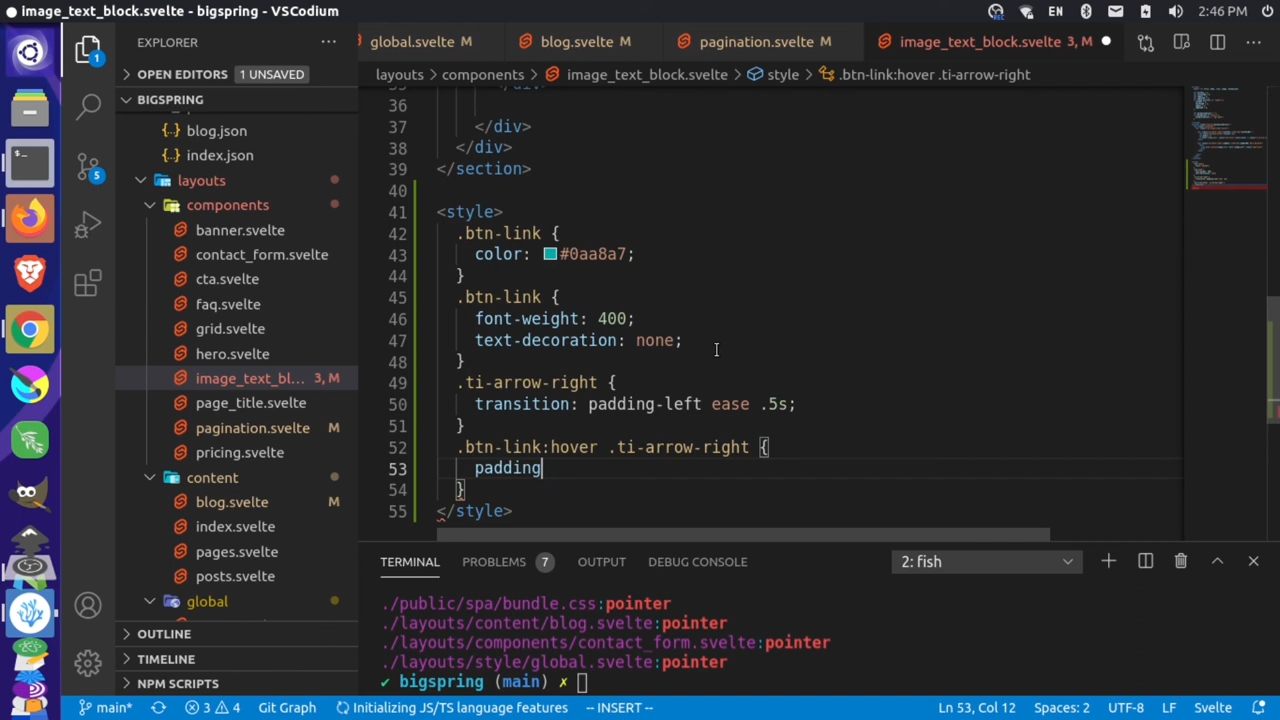 image_text_block.svelte - bigspring - VSCodium
EN
2:46 PM
EXPLORER
global.svelte M
blog.svelte M
pagination.svelte M
image_text_block.svelte 3, M
OPEN EDITORS 1 UNSAVED
layouts > components > image_text_block.svelte > style > .btn-link:hover .ti-arrow-right
BIGSPRING
blog.json
index.json
layouts
components
banner.svelte
contact_form.svelte
cta.svelte
faq.svelte
grid.svelte
hero.svelte
image_text_bl... 3, M
page_title.svelte
pagination.svelte M
pricing.svelte
content
blog.svelte M
index.svelte
pages.svelte
posts.svelte
global
OUTLINE
TIMELINE
NPM SCRIPTS
1
5
35 </div>
36
37 </div>
38 </div>
39 </section>
40
41 <style>
42 .btn-link {
43 color: #0aa8a7;
44 }
45 .btn-link {
46 font-weight: 400;
47 text-decoration: none;
48 }
49 .ti-arrow-right {
50 transition: padding-left ease .5s;
51 }
52 .btn-link:hover .ti-arrow-right {
53 padding
54 }
55 </style>
TERMINAL PROBLEMS 7 OUTPUT DEBUG CONSOLE 2: fish
./public/spa/bundle.css:pointer
./layouts/content/blog.svelte:pointer
./layouts/components/contact_form.svelte:pointer
./layouts/style/global.svelte:pointer
✔ bigspring (main) ✗
main* 3 4 Git Graph Initializing JS/TS language features -- INSERT -- Ln 53, Col 12 Spaces: 2 UTF-8 LF Svelte